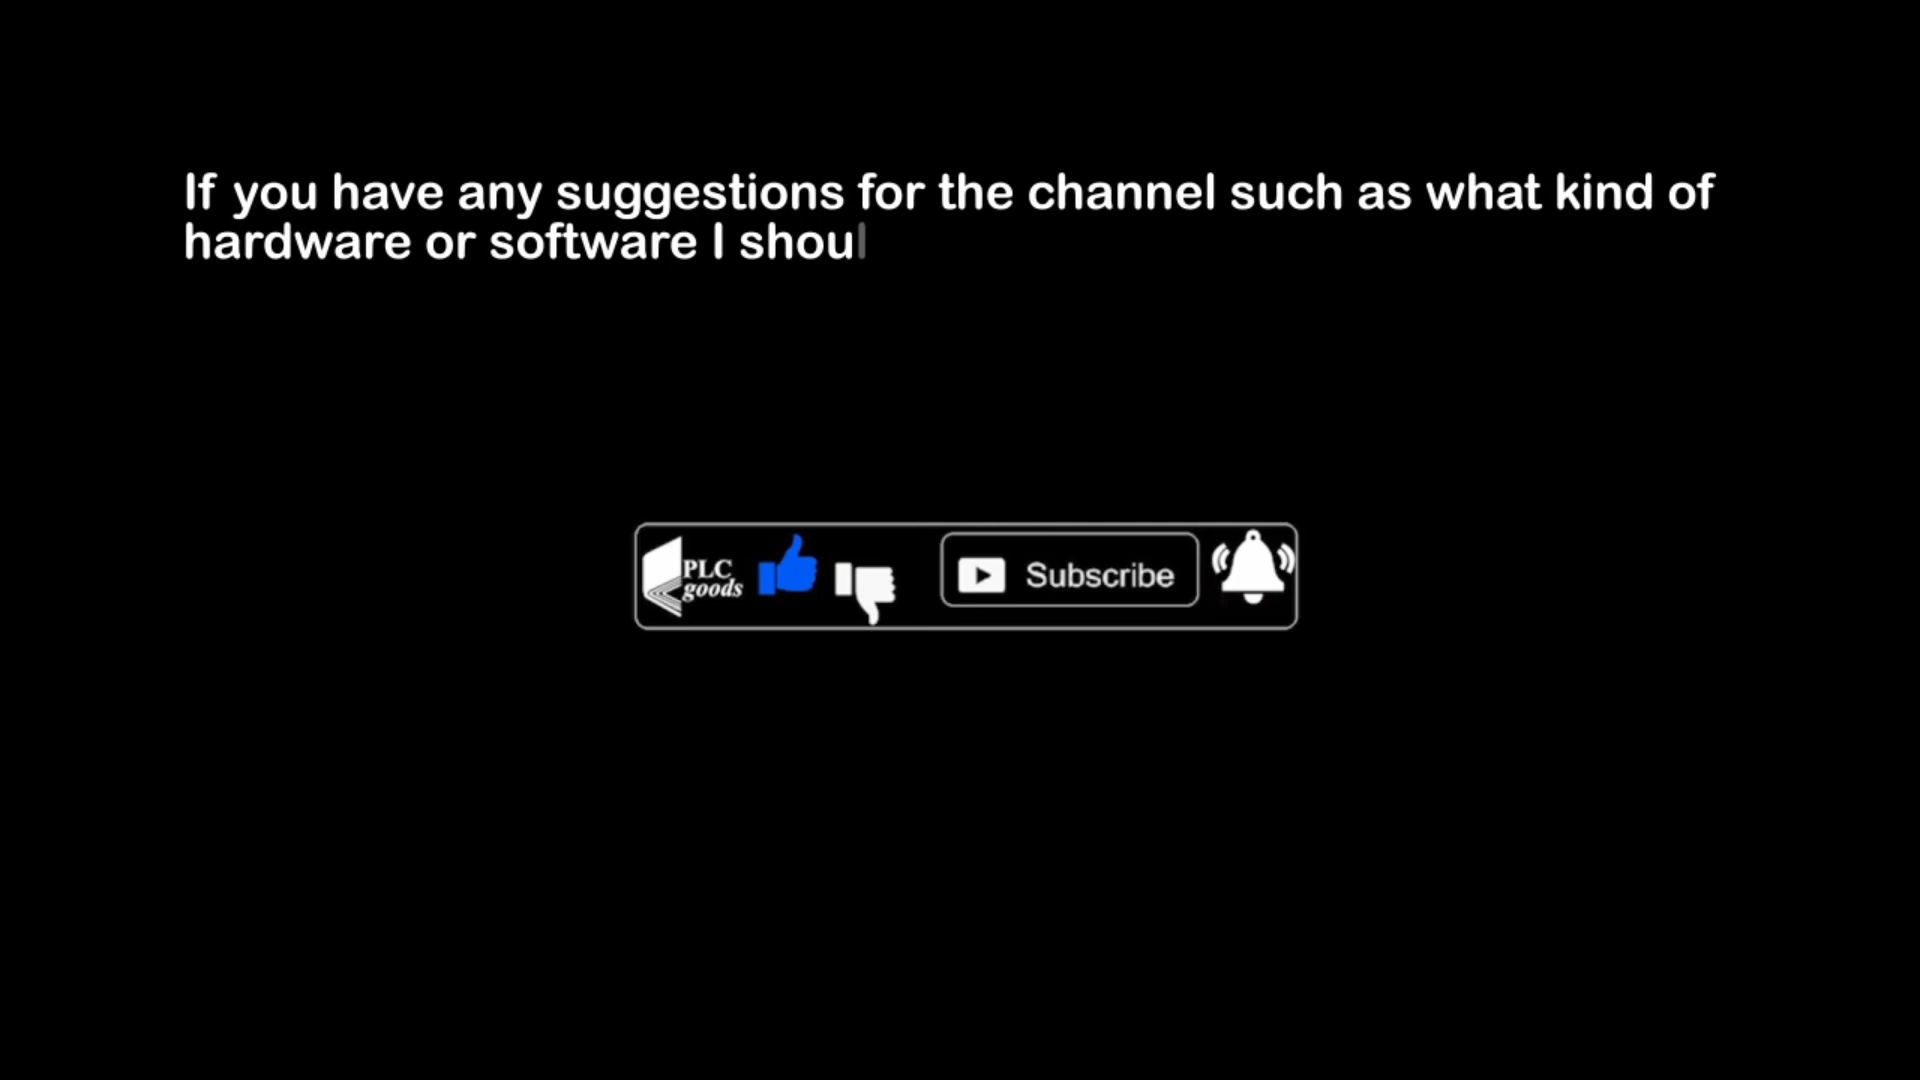 If you have any suggestions for the channel such as what kind of
hardware or software I shoul
PLC
goods
Subscribe